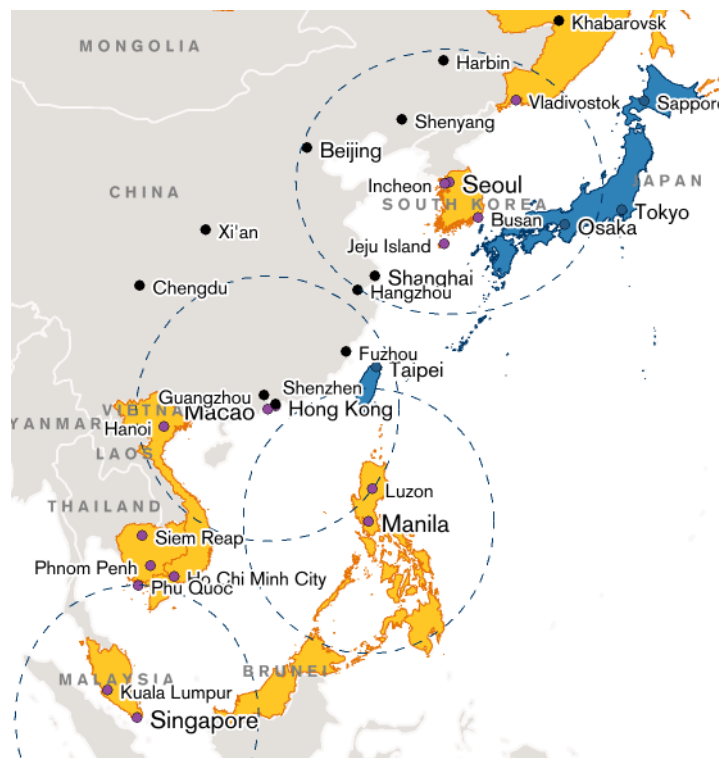 Khabarovsk
MONGOLIA
Harbin
Vladivostok
Sapporo
Shenyang
Beijing
Incheon
Seoul
JAPAN
CHINA
SOUTH KOREA
Tokyo
Busan
Osaka
Xi'an
Jeju Island
Shanghai
Chengdu
Hangzhou
Fuzhou
Taipei
Guangzhou
Shenzhen
VIETNA
Macao
Hong Kong
YANMAR
Hanoi
LAOS
Luzon
THAILAND
Manila
Siem Reap
Phnom Penh
Ho Chi Minh City
Phu Quoc
BRUNEI
MALAYSIA
Kuala Lumpur
Singapore